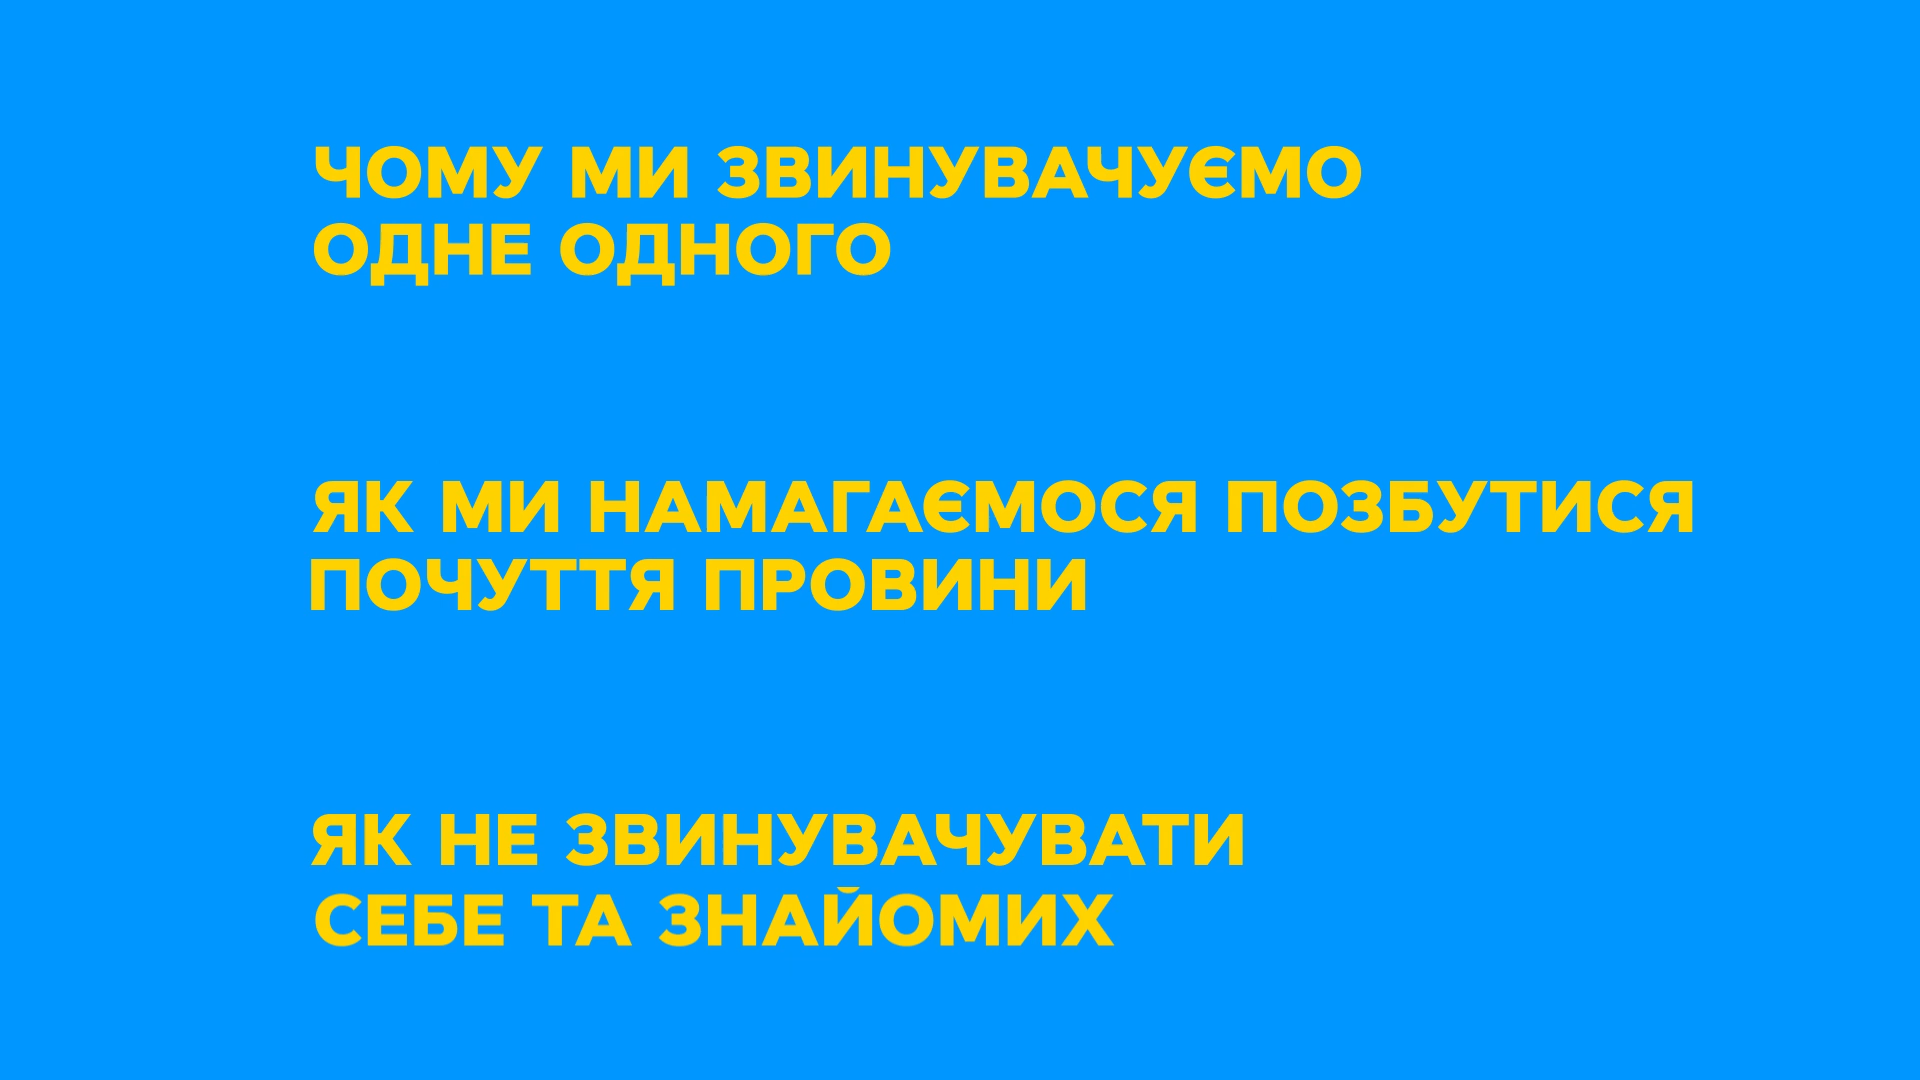 ЧОМУ МИ ЗВИНУВАЧУЄМО
ОДНЕ ОДНОГО
ЯК МИ НАМАГАЄМОСЯ ПОЗБУТИСЯ
ПОЧУТТЯ ПРОВИНИ
ЯК НЕ ЗВИНУВАЧУВАТИ
СЕБЕ ТА ЗНАЙОМИХ